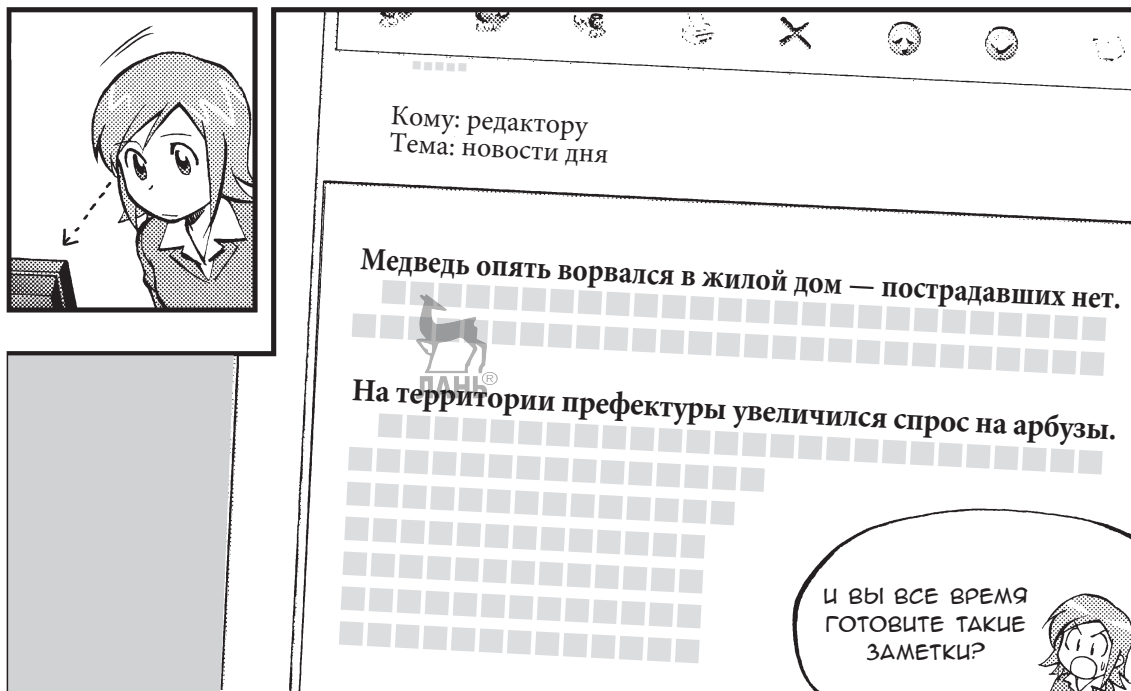 Кому: редактору
Тема: новости дня
Медведь опять ворвался в жилой дом — пострадавших нет.
ЛАНЬ®
На территории префектуры увеличился спрос на арбузы.
И ВЫ ВСЕ ВРЕМЯ
ГОТОВИТЕ ТАКИЕ
ЗАМЕТКИ?